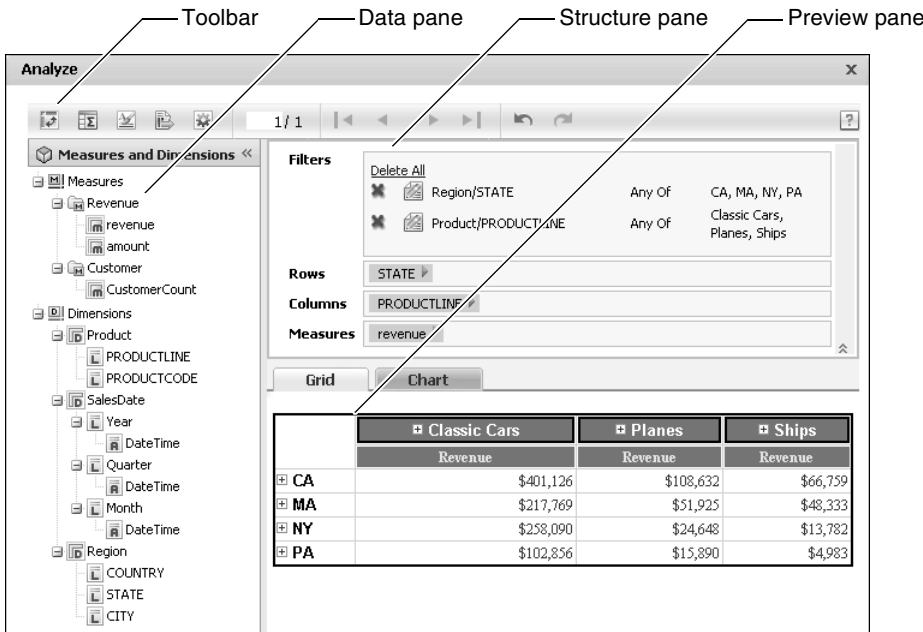 Toolbar Data pane Structure pane Preview pane
Analyze x
1/ 1 ?
Measures and Dimensions «
Measures
Revenue
revenue
amount
Customer
CustomerCount
Dimensions
Product
PRODUCTLINE
PRODUCTCODE
SalesDate
Year
DateTime
Quarter
DateTime
Month
DateTime
Region
COUNTRY
STATE
CITY
Filters
Delete All
Region/STATE Any Of CA, MA, NY, PA
Product/PRODUCTLINE Any Of Classic Cars,
Planes, Ships
Rows STATE
Columns PRODUCTLINE
Measures revenue
Grid Chart
Classic Cars Planes Ships
Revenue Revenue Revenue
CA $401,126 $108,632 $66,759
MA $217,769 $51,925 $48,333
NY $258,090 $24,648 $13,782
PA $102,856 $15,890 $4,983